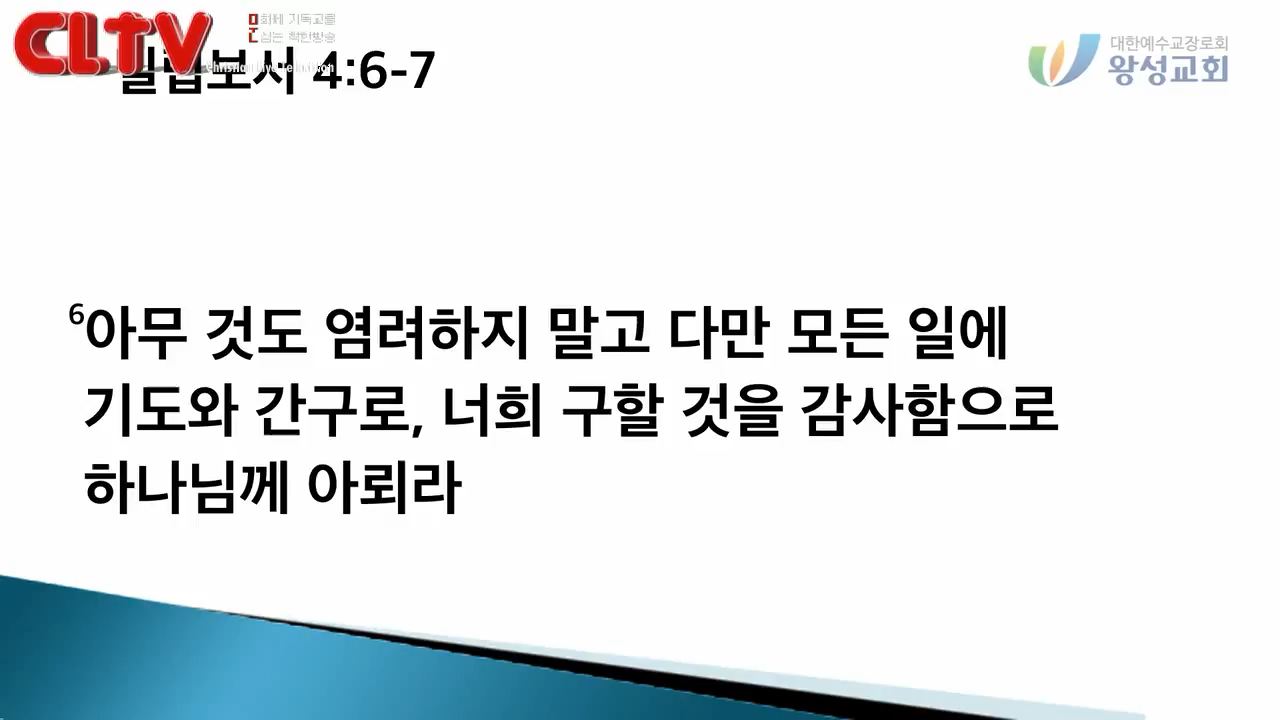 CLTV
빌립보서 4:6-7
대한예수교장로회
왕성교회
6아무 것도 염려하지 말고 다만 모든 일에
기도와 간구로, 너희 구할 것을 감사함으로
하나님께 아뢰라